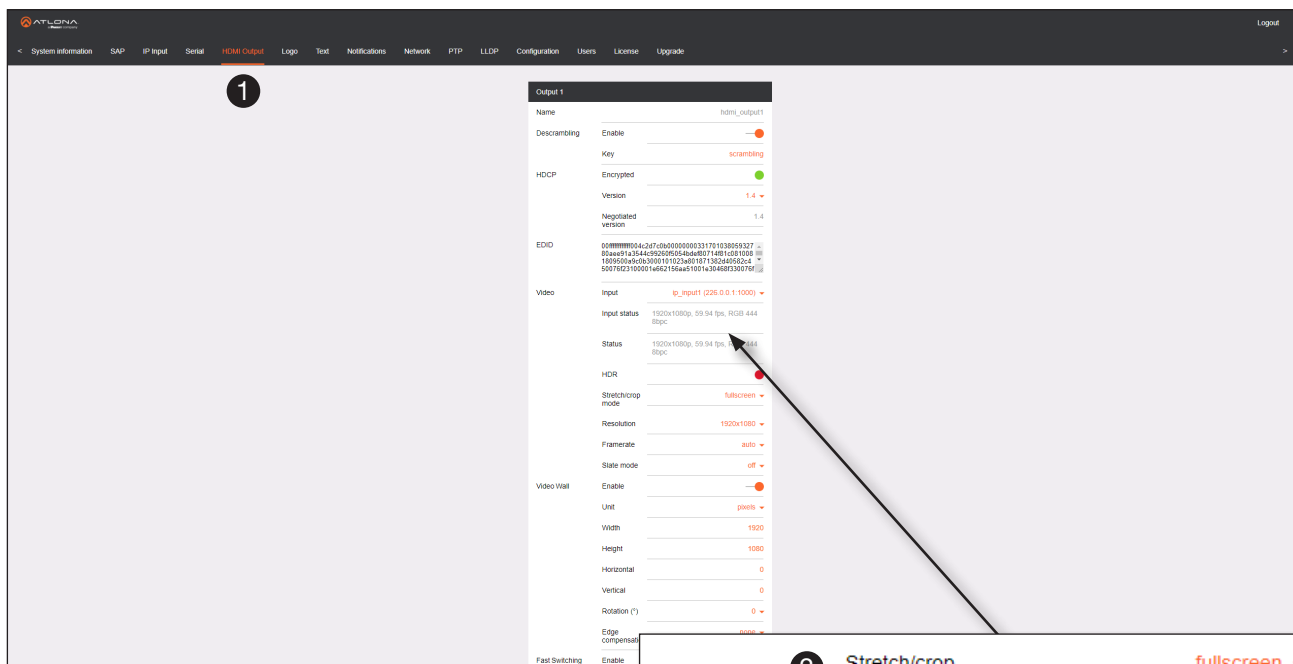 ATLONA
Logout
< System information SAP IP Input Serial HDMI Output Logo Text Notifications Network PTP LLDP Configuration Users License Upgrade >
1
Output 1
Name hdmi_output1
Descrambling Enable
Key scrambling
HDCP Encrypted
Version 1.4
Negotiated version 1.4
EDID
Video Input ip_input1 (226.0.0.1:1000)
Input status 1920x1080p, 59.94 fps, RGB 444 8bpc
Status 1920x1080p, 59.94 fps, 444 8bpc
HDR
Stretch/crop mode fullscreen
Resolution 1920x1080
Framerate auto
Slate mode off
Video Wall Enable
Unit pixels
Width 1920
Height 1080
Horizontal 0
Vertical 0
Rotation (°) 0
Edge
Fast Switching Enable
Stretch/crop fullscreen